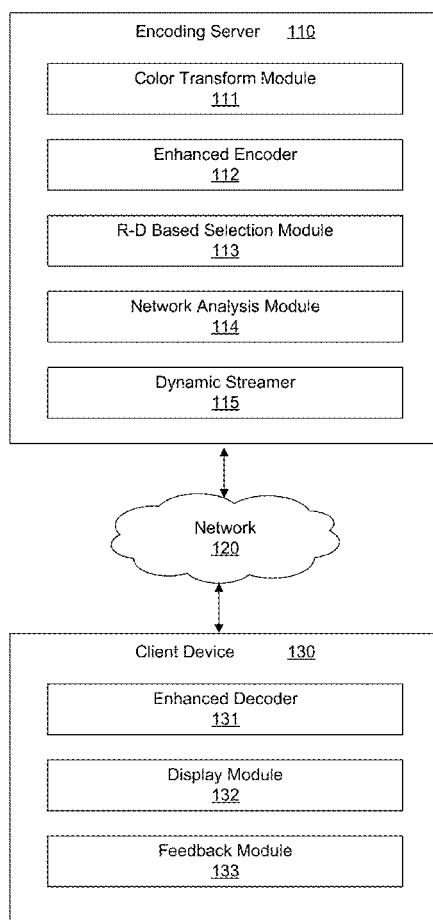 Encoding Server 110
Color Transform Module
111
Enhanced Encoder
112
R-D Based Selection Module
113
Network Analysis Module
114
Dynamic Streamer
115
Network
120
Client Device 130
Enhanced Decoder
131
Display Module
132
Feedback Module
133